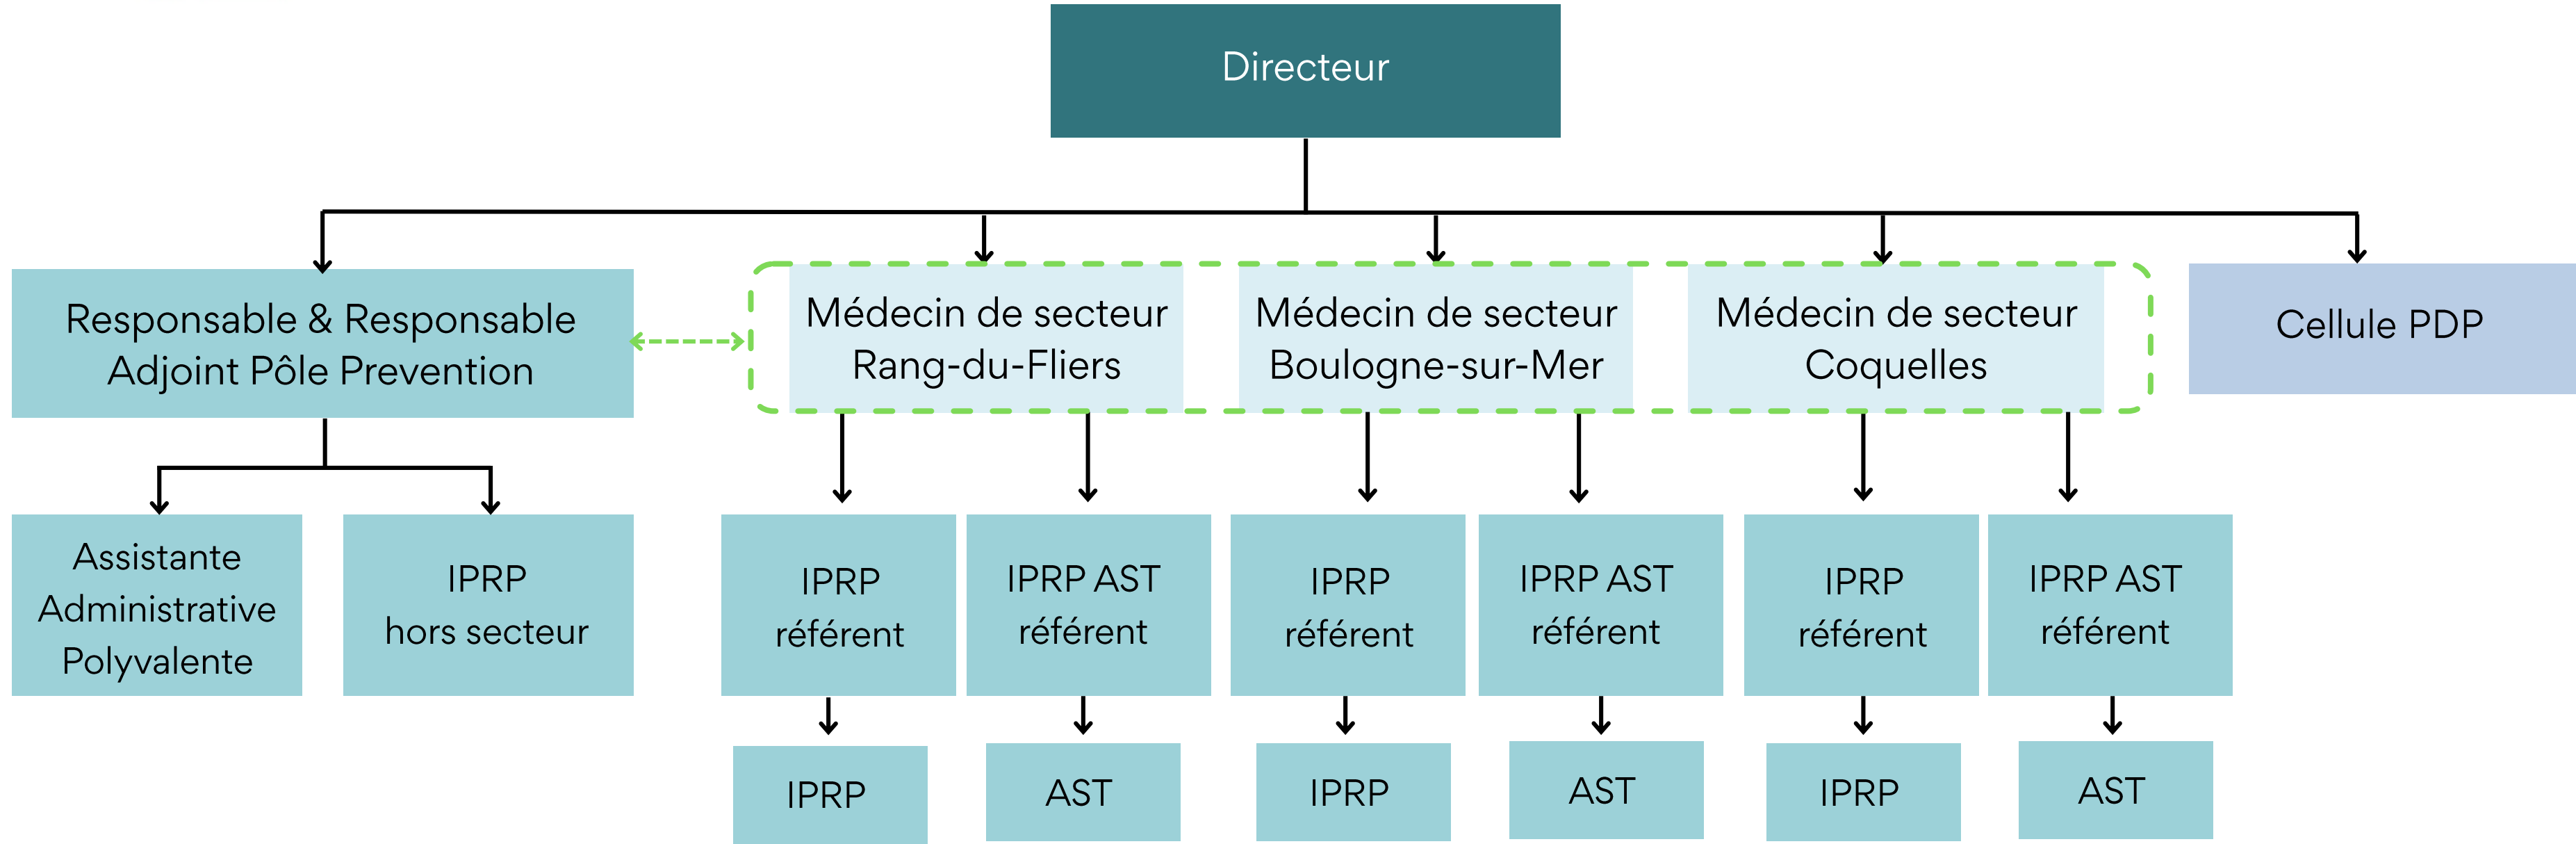 Directeur
Responsable & Responsable
Adjoint Pôle Prevention
Médecin de secteur
Rang-du-Fliers
Médecin de secteur
Boulogne-sur-Mer
Médecin de secteur
Coquelles
Cellule PDP
Assistante
Administrative
Polyvalente
IPRP
hors secteur
IPRP
référent
IPRP AST
référent
IPRP
référent
IPRP AST
référent
IPRP
référent
IPRP AST
référent
IPRP
AST
IPRP
AST
IPRP
AST